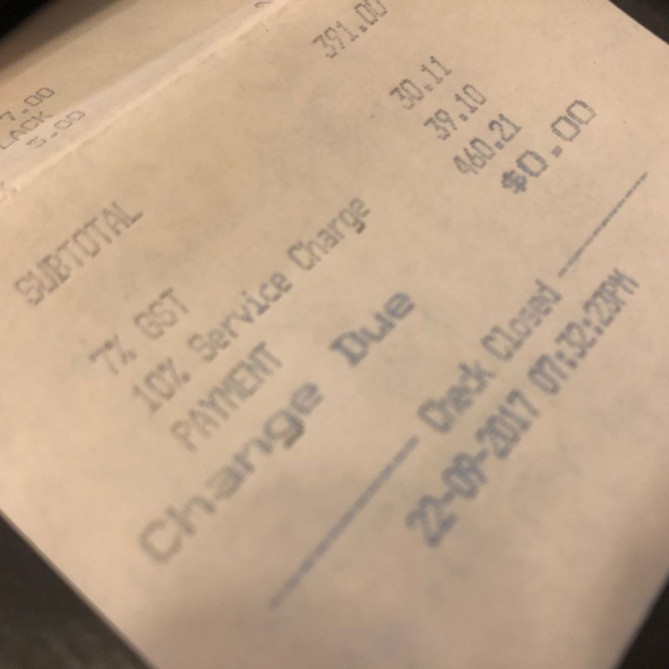 7.00
LACK
5.00
SUBTOTAL 391.00
7% GST 30.11
10% Service Charge 39.10
PAYMENT 460.21
Change Due $0.00
Check Closed
22-09-2017 07:32:23PM